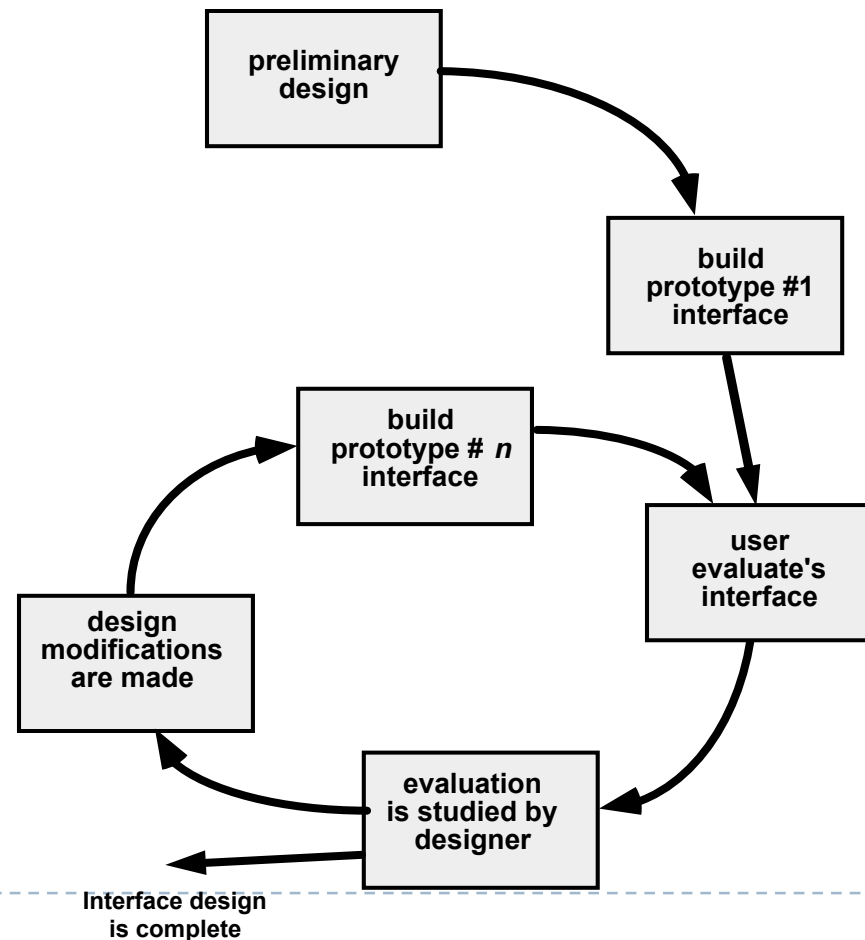 preliminary
design
build
prototype #1
interface
build
prototype # n
interface
user
evaluate's
interface
design
modifications
are made
evaluation
is studied by
designer
Interface design
is complete